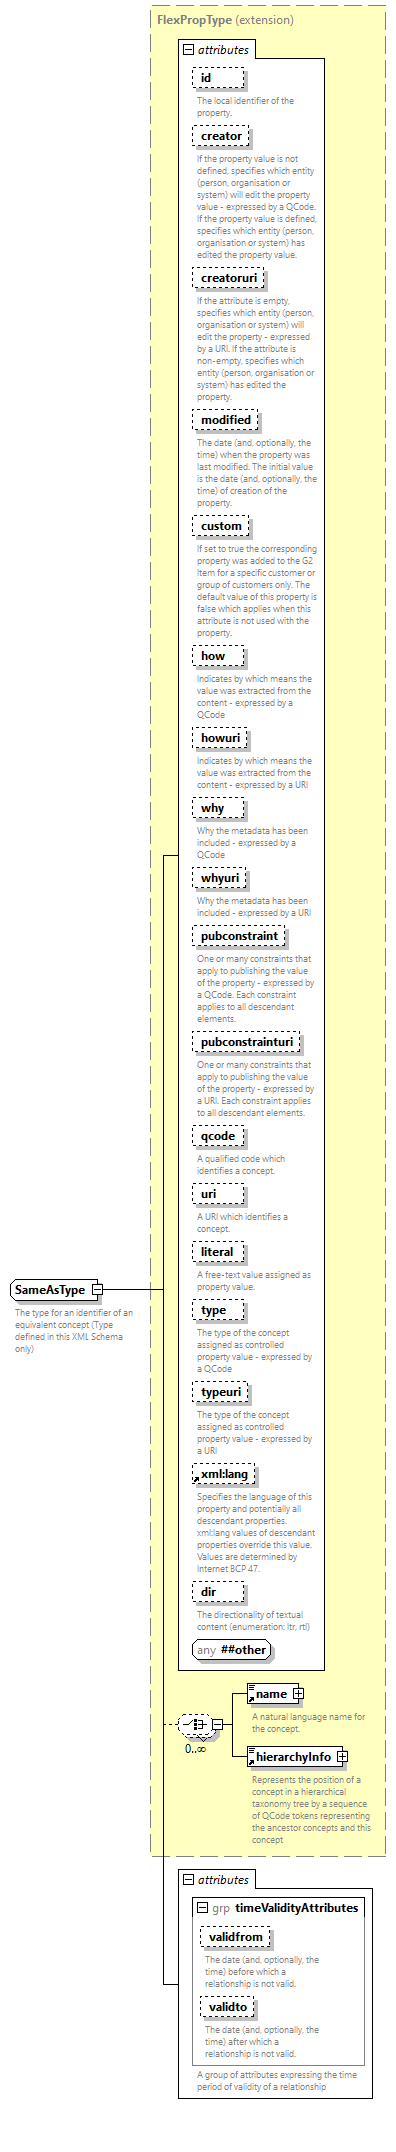 FlexPropType (extension)
attributes
id
The local identifier of the
property.
creator
If the property value is not
defined, specifies which entity
(person, organisation or
system) will edit the property
value - expressed by a QCode.
If the property value is defined,
specifies which entity (person,
organisation or system) has
edited the property value.
creatoruri
If the attribute is empty,
specifies which entity (person,
organisation or system) will
edit the property - expressed
by a URI. If the attribute is
non-empty, specifies which
entity (person, organisation or
system) has edited the
property.
modified
The date (and, optionally, the
time) when the property was
last modified. The initial value
is the date (and, optionally, the
time) of creation of the
property.
custom
If set to true the corresponding
property was added to the G2
Item for a specific customer or
group of customers only. The
default value of this property is
false which applies when this
attribute is not used with the
property.
how
Indicates by which means the
value was extracted from the
content - expressed by a
QCode
howuri
Indicates by which means the
value was extracted from the
content - expressed by a URI
why
Why the metadata has been
included - expressed by a
QCode
whyuri
Why the metadata has been
included - expressed by a URI
pubconstraint
One or many constraints that
apply to publishing the value
of the property - expressed by
a QCode. Each constraint
applies to all descendant
elements.
pubconstrainturi
One or many constraints that
apply to publishing the value
of the property - expressed by
a URI. Each constraint applies
to all descendant elements.
qcode
A qualified code which
identifies a concept.
uri
A URI which identifies a
concept.
literal
A free-text value assigned as
property value.
type
The type of the concept
assigned as controlled
property value - expressed by
a QCode
typeuri
The type of the concept
assigned as controlled
property value - expressed by
a URI
xml:lang
Specifies the language of this
property and potentially all
descendant properties.
xml:lang values of descendant
properties override this value.
Values are determined by
Internet BCP 47.
dir
The directionality of textual
content (enumeration: ltr, rtl)
any ##other
SameAsType
The type for an identifier of an
equivalent concept (Type
defined in this XML Schema
only)
0..∞
name
A natural language name for
the concept.
hierarchyInfo
Represents the position of a
concept in a hierarchical
taxonomy tree by a sequence
of QCode tokens representing
the ancestor concepts and this
concept
attributes
grp timeValidityAttributes
validfrom
The date (and, optionally, the
time) before which a
relationship is not valid.
validto
The date (and, optionally, the
time) after which a
relationship is not valid.
A group of attributes expressing the time
period of validity of a relationship